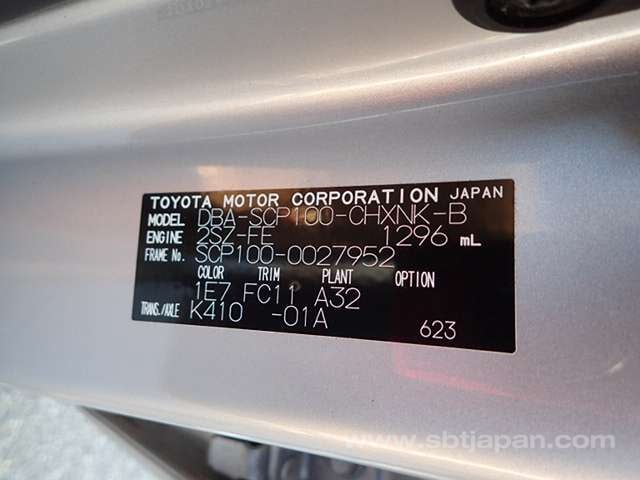 TOYOTA MOTOR CORPORATION JAPAN
MODEL DBA-SCP100-CHXNK-B
ENGINE 2SZ-FE 1296 mL
FRAME No. SCP100-0027952
COLOR TRIM PLANT OPTION
1E7 FC11 A32
TRANS./AXLE K410 -01A
623
www.sbtjapan.com